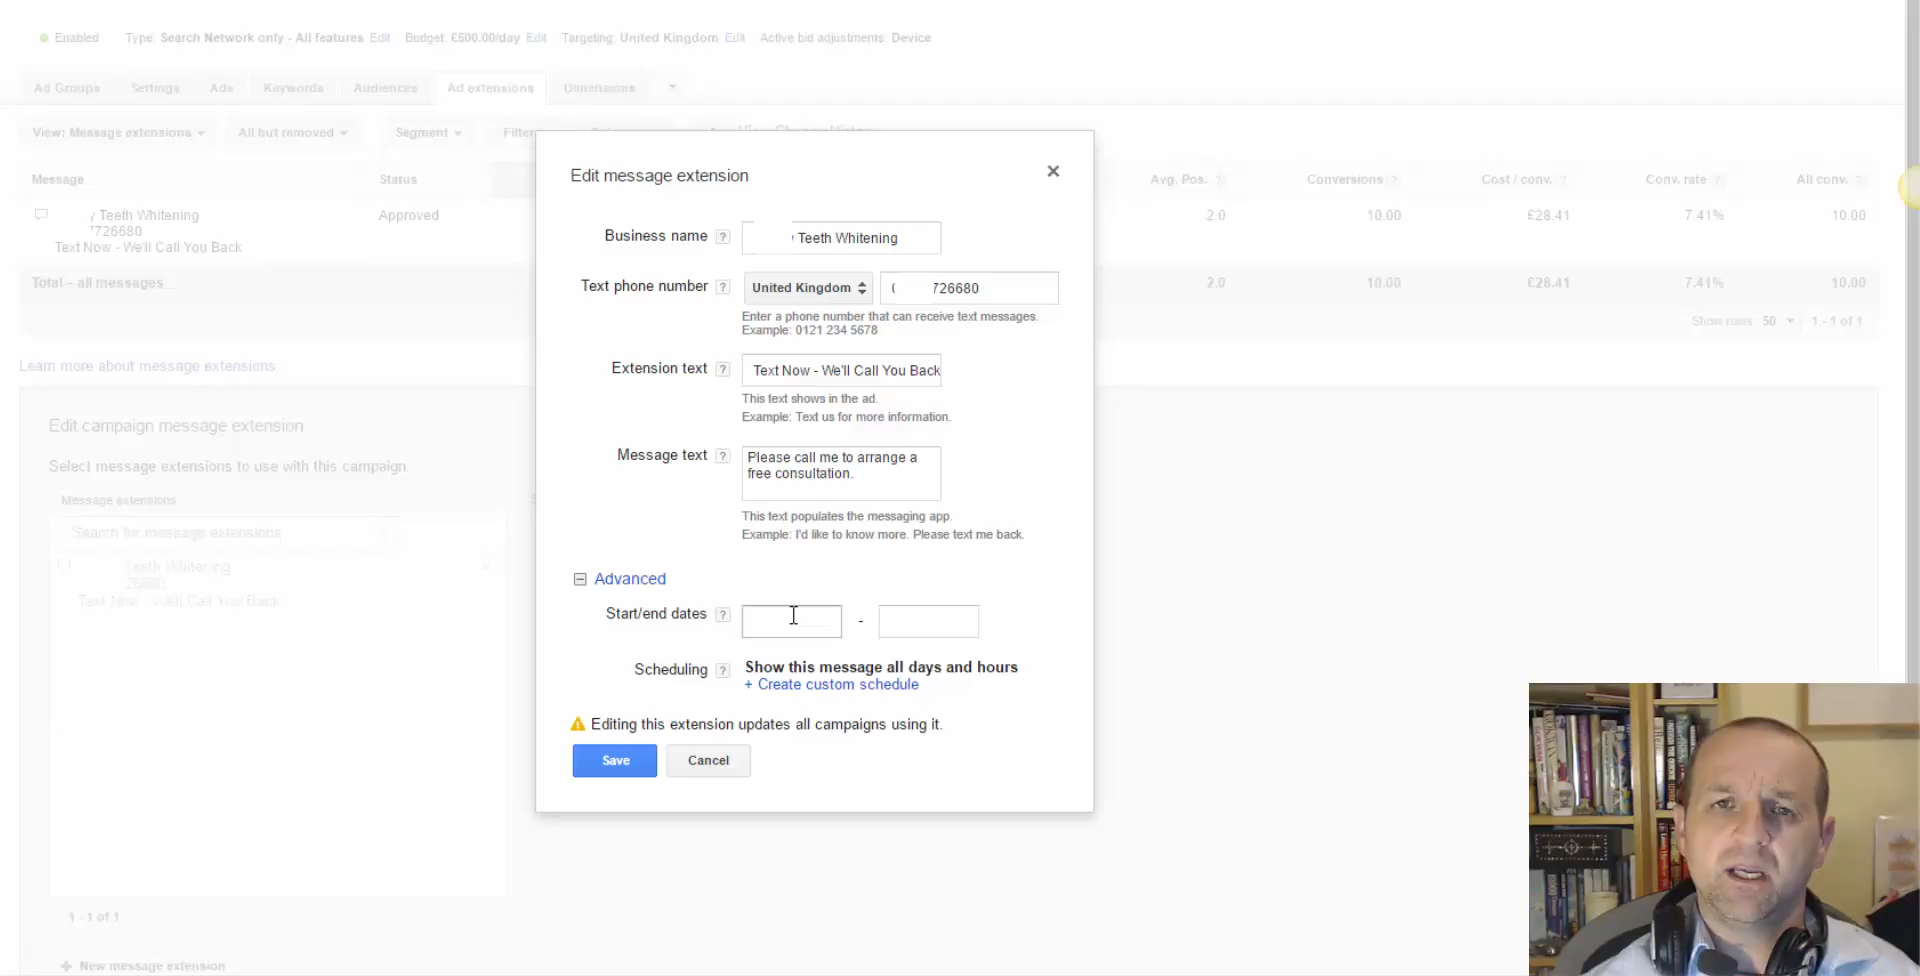 Enabled Type: Search Network only - All features Edit Budget: £500.00/day Edit Targeting: United Kingdom Edit Active bid adjustments: Device
Ad Groups Settings Ads Keywords Audiences Ad extensions Dimensions
View: Message extensions All but removed Segment Filter View Change History
Message Status Avg. Pos. ? Conversions ? Cost / conv. ? Conv. rate ? All conv. ?
Teeth Whitening Approved 2.0 10.00 £28.41 7.41% 10.00
726680
Text Now - We'll Call You Back
Total – all messages 2.0 10.00 £28.41 7.41% 10.00
Show rows 50 1 - 1 of 1
Learn more about message extensions
Edit campaign message extension
Select message extensions to use with this campaign.
Message extensions
Search for message extensions
Teeth Whitening
26680
Text Now - We'll Call You Back
1 - 1 of 1
New message extension
Edit message extension
Business name ? Teeth Whitening
Text phone number ? United Kingdom 726680
Enter a phone number that can receive text messages.
Example: 0121 234 5678
Extension text ? Text Now - We'll Call You Back
This text shows in the ad.
Example: Text us for more information.
Message text ? Please call me to arrange a
free consultation.
This text populates the messaging app.
Example: I'd like to know more. Please text me back.
Advanced
Start/end dates ? -
Scheduling ? Show this message all days and hours
+ Create custom schedule
Editing this extension updates all campaigns using it.
Save Cancel